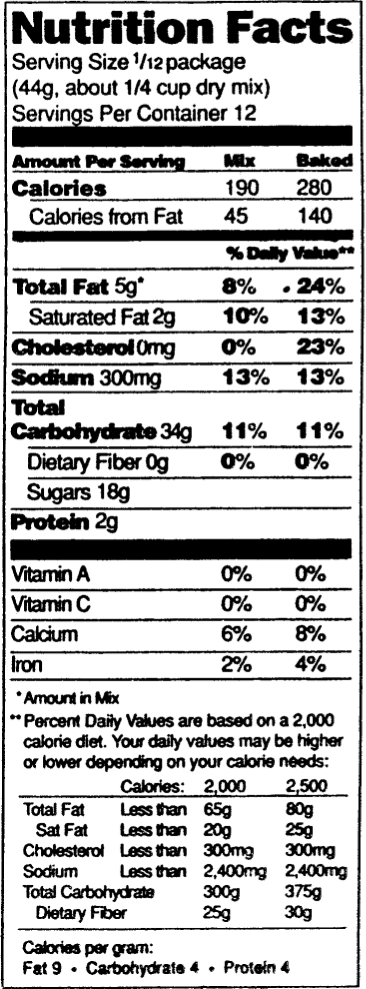 Nutrition Facts
Serving Size 1/12 package
(44g, about 1/4 cup dry mix)
Servings Per Container 12
Amount Per Serving Mix Baked
Calories 190 280
Calories from Fat 45 140
% Daily Value**
Total Fat 5g* 8% 24%
Saturated Fat 2g 10% 13%
Cholesterol 0mg 0% 23%
Sodium 300mg 13% 13%
Total
Carbohydrate 34g 11% 11%
Dietary Fiber 0g 0% 0%
Sugars 18g
Protein 2g
Vitamin A 0% 0%
Vitamin C 0% 0%
Calcium 6% 8%
Iron 2% 4%
*Amount in Mix
**Percent Daily Values are based on a 2,000
calorie diet. Your daily values may be higher
or lower depending on your calorie needs:
Calories: 2,000 2,500
Total Fat Less than 65g 80g
Sat Fat Less than 20g 25g
Cholesterol Less than 300mg 300mg
Sodium Less than 2,400mg 2,400mg
Total Carbohydrate 300g 375g
Dietary Fiber 25g 30g
Calories per gram:
Fat 9 • Carbohydrate 4 • Protein 4